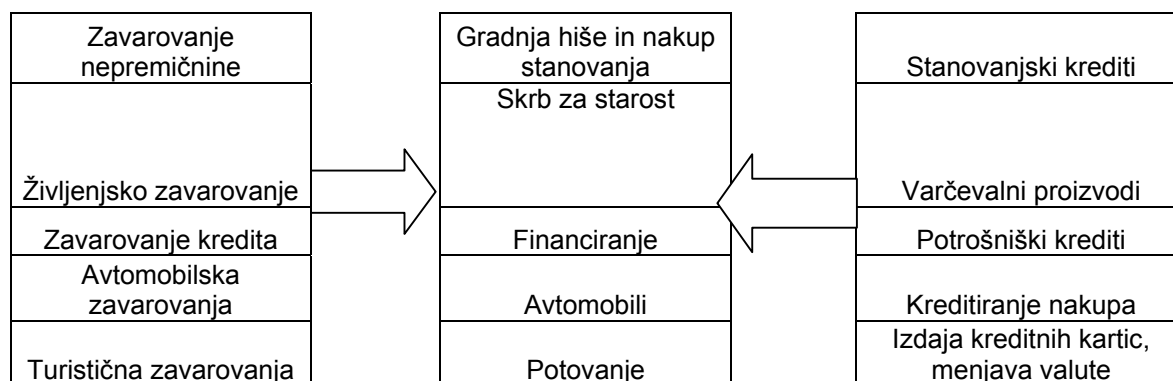 Zavarovanje
nepremičnine
Gradnja hiše in nakup
stanovanja
Stanovanjski krediti
Življenjsko zavarovanje
Skrb za starost
Varčevalni proizvodi
Zavarovanje kredita
Financiranje
Potrošniški krediti
Avtomobilska
zavarovanja
Avtomobili
Kreditiranje nakupa
Turistična zavarovanja
Potovanje
Izdaja kreditnih kartic,
menjava valute